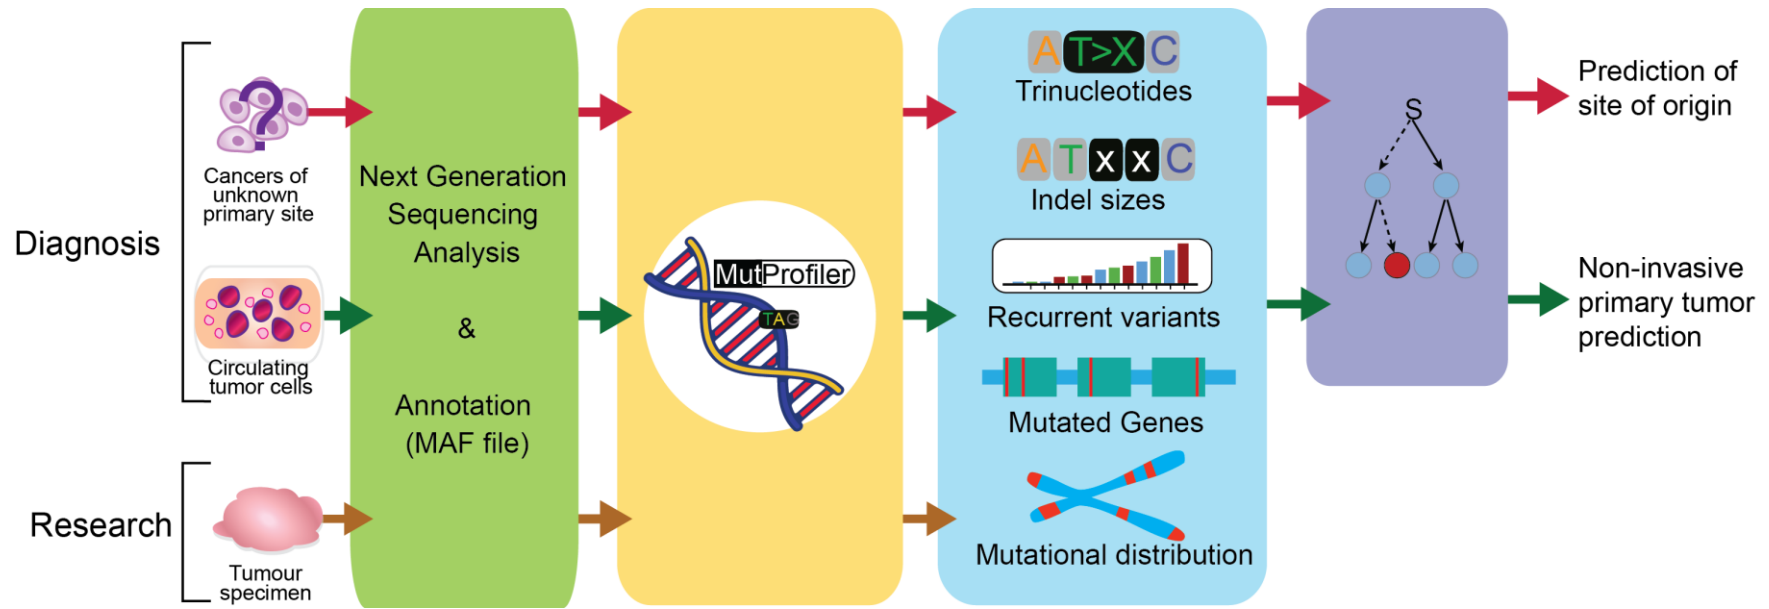 Diagnosis
Cancers of
unknown
primary site
Circulating
tumor cells
Research
Tumour
specimen
Next Generation
Sequencing
Analysis
&
Annotation
(MAF file)
MutProfiler
TAG
A T>X C
Trinucleotides
A T x x C
Indel sizes
Recurrent variants
Mutated Genes
Mutational distribution
S
Prediction of
site of origin
Non-invasive
primary tumor
prediction